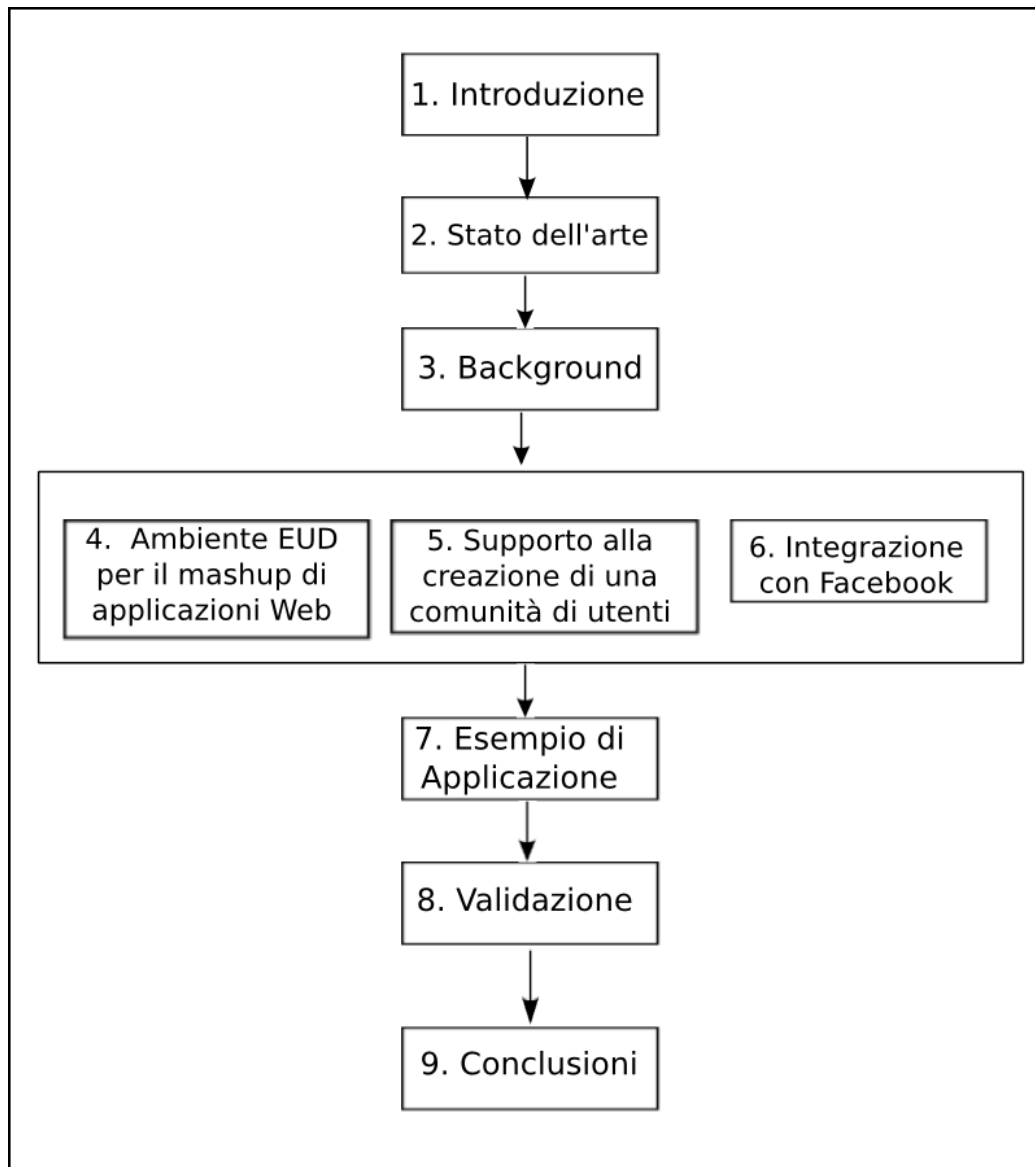 1. Introduzione
2. Stato dell'arte
3. Background
4. Ambiente EUD
per il mashup di
applicazioni Web
5. Supporto alla
creazione di una
comunità di utenti
6. Integrazione
con Facebook
7. Esempio di
Applicazione
8. Validazione
9. Conclusioni